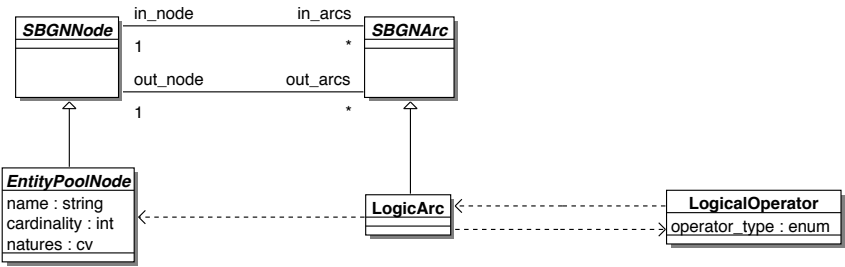 SBGNNode
in_node
in_arcs
1
*
out_node
out_arcs
1
*
SBGNArc
EntityPoolNode
name : string
cardinality : int
natures : cv
LogicArc
LogicalOperator
operator_type : enum